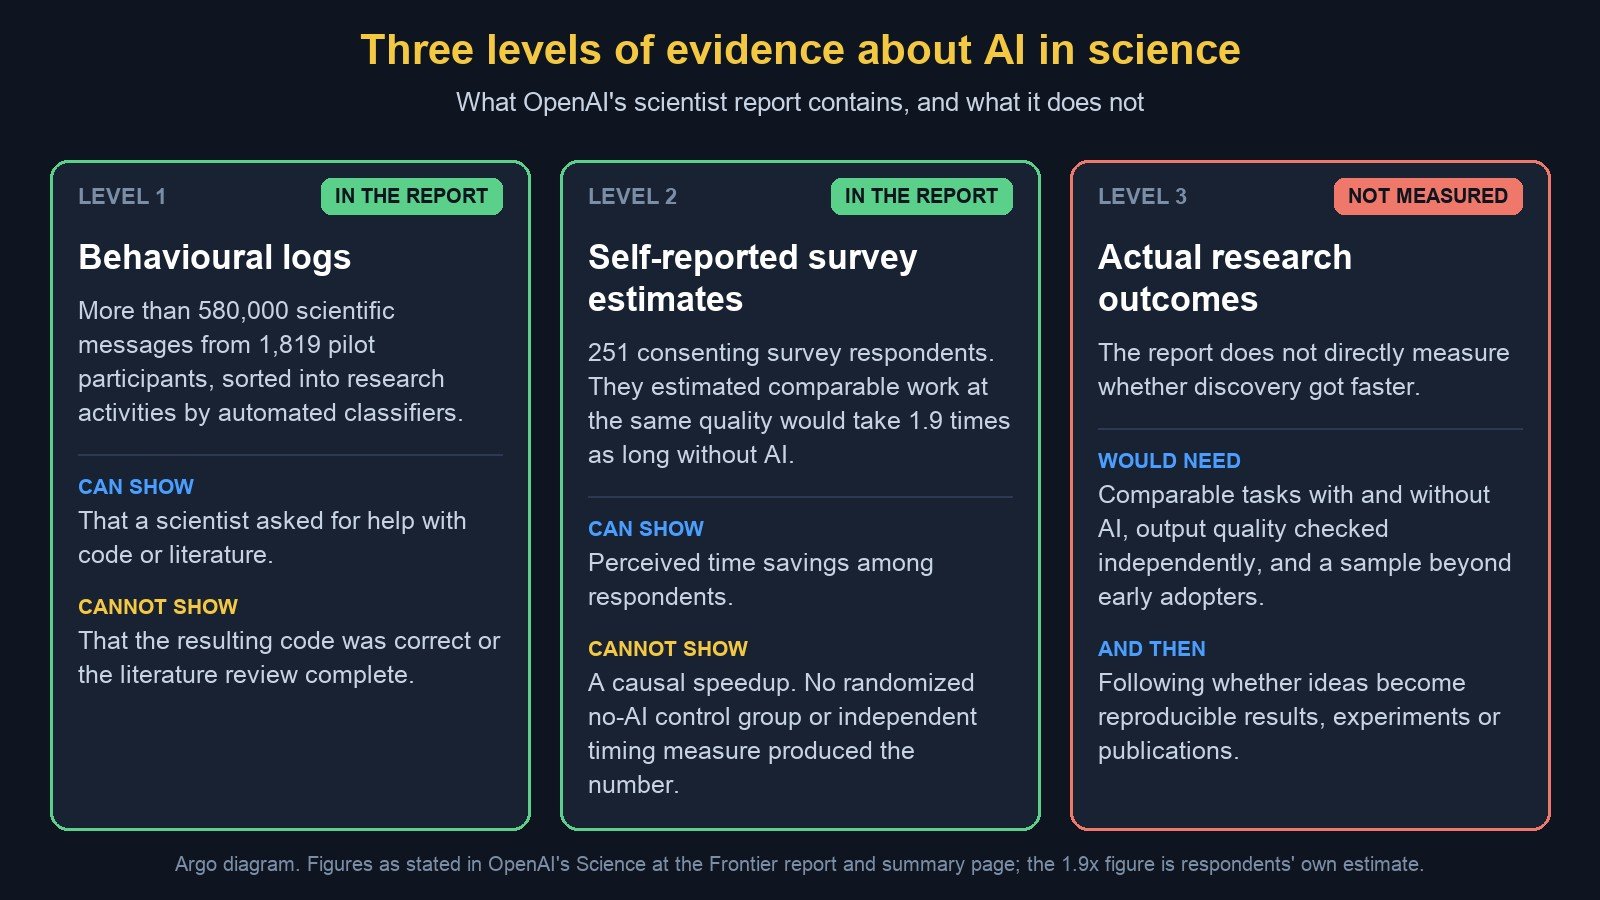 Three levels of evidence about AI in science
What OpenAI's scientist report contains, and what it does not
LEVEL 1
IN THE REPORT
Behavioural logs
More than 580,000 scientific
messages from 1,819 pilot
participants, sorted into research
activities by automated classifiers.
CAN SHOW
That a scientist asked for help with
code or literature.
CANNOT SHOW
That the resulting code was correct or
the literature review complete.
LEVEL 2
IN THE REPORT
Self-reported survey
estimates
251 consenting survey respondents.
They estimated comparable work at
the same quality would take 1.9 times
as long without AI.
CAN SHOW
Perceived time savings among
respondents.
CANNOT SHOW
A causal speedup. No randomized
no-AI control group or independent
timing measure produced the
number.
LEVEL 3
NOT MEASURED
Actual research
outcomes
The report does not directly measure
whether discovery got faster.
WOULD NEED
Comparable tasks with and without
AI, output quality checked
independently, and a sample beyond
early adopters.
AND THEN
Following whether ideas become
reproducible results, experiments or
publications.
Argo diagram. Figures as stated in OpenAI's Science at the Frontier report and summary page; the 1.9x figure is respondents' own estimate.